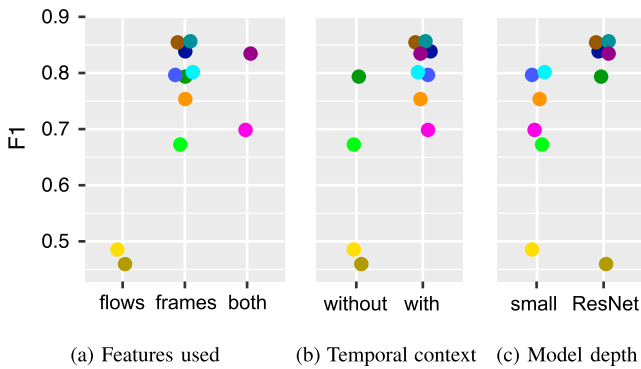 F1
0.9
0.8
0.7
0.6
0.5
flows frames both
without with
small ResNet
(a) Features used
(b) Temporal context
(c) Model depth